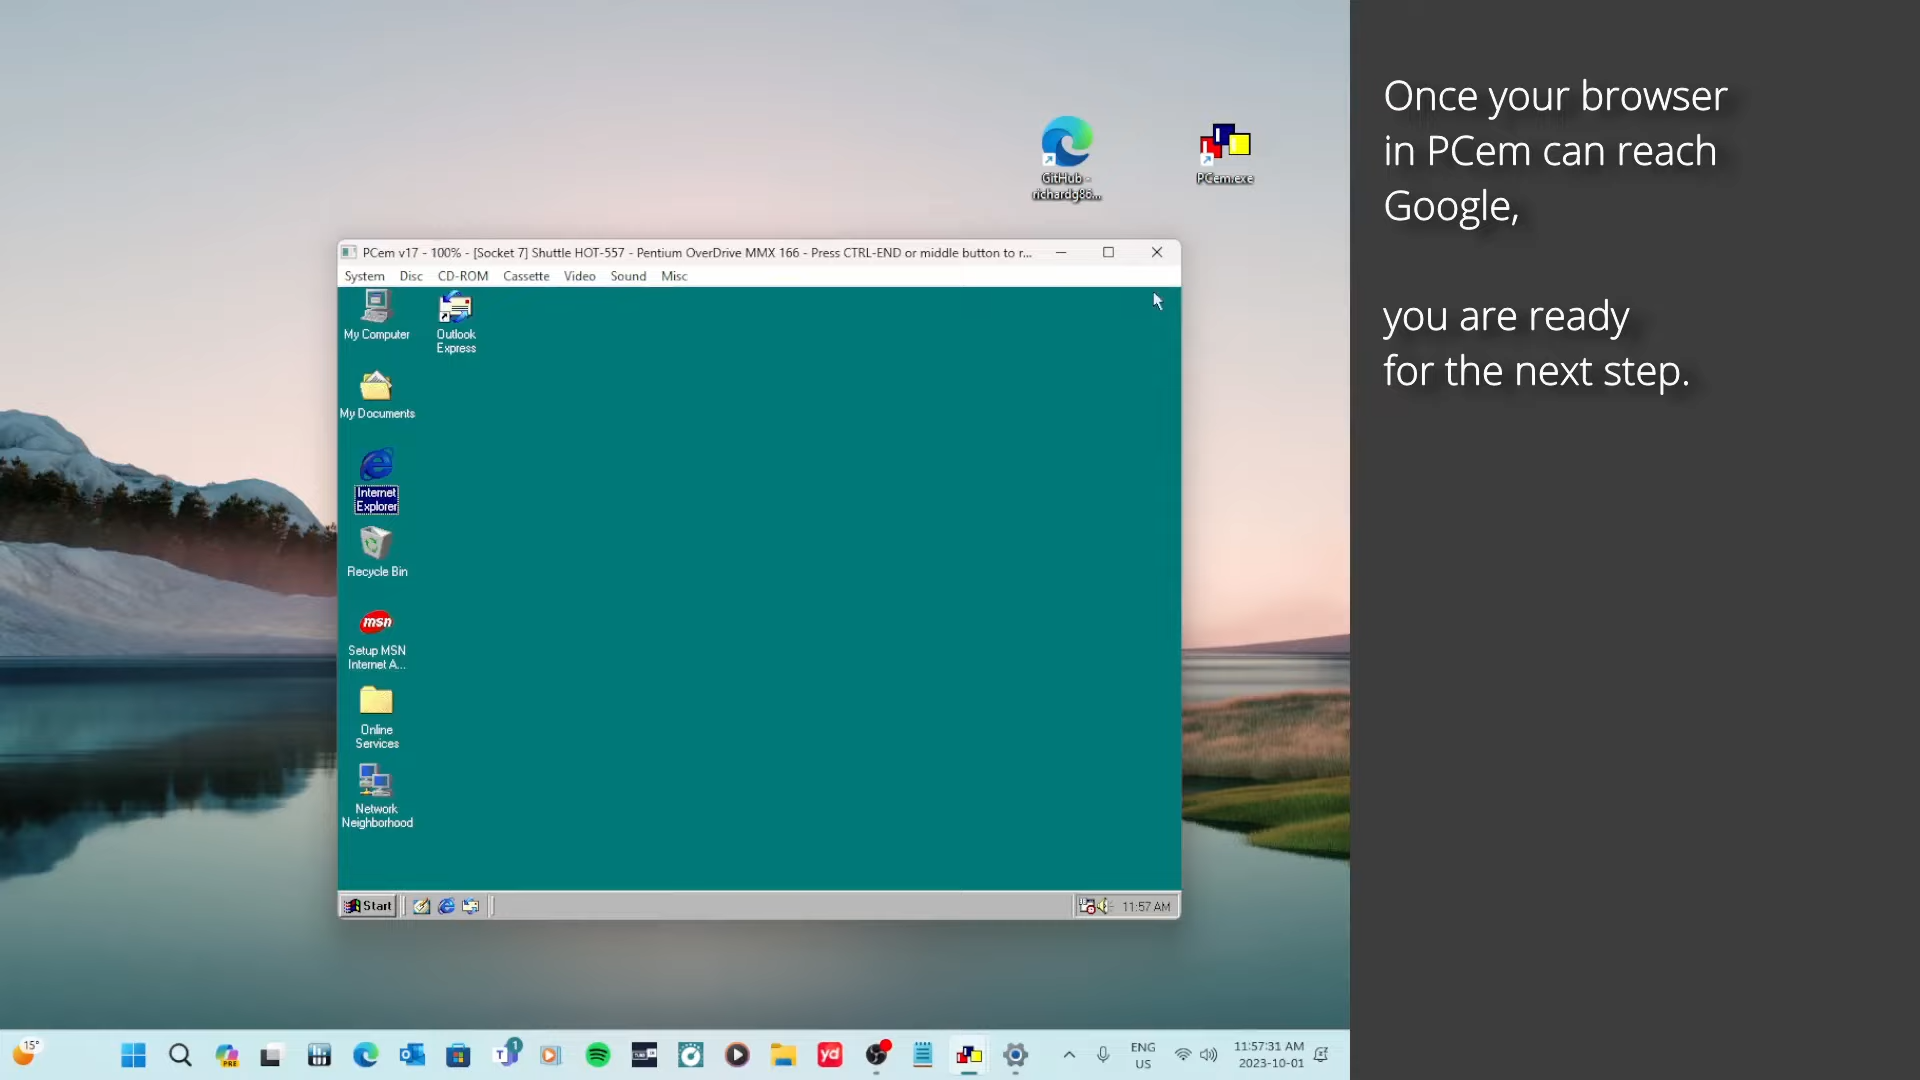 Once your browser
in PCem can reach
Google,
you are ready
for the next step.
GitHub -
richardg86...
PCem.exe
PCem v17 - 100% - [Socket 7] Shuttle HOT-557 - Pentium OverDrive MMX 166 - Press CTRL-END or middle button to r...
System Disc CD-ROM Cassette Video Sound Misc
My Computer
Outlook
Express
My Documents
Internet
Explorer
Recycle Bin
msn
Setup MSN
Internet A...
Online
Services
Network
Neighborhood
Start
11:57 AM
15°
PRE
1
yd
ENG
US
11:57:31 AM
2023-10-01